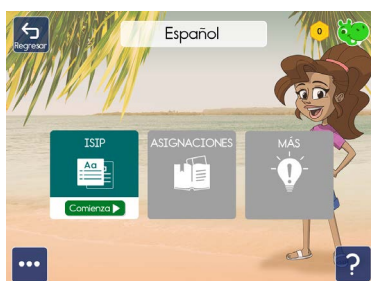 Español
0
Regresar
ISIP
Aa
Comienza
ASIGNACIONES
MÁS
?